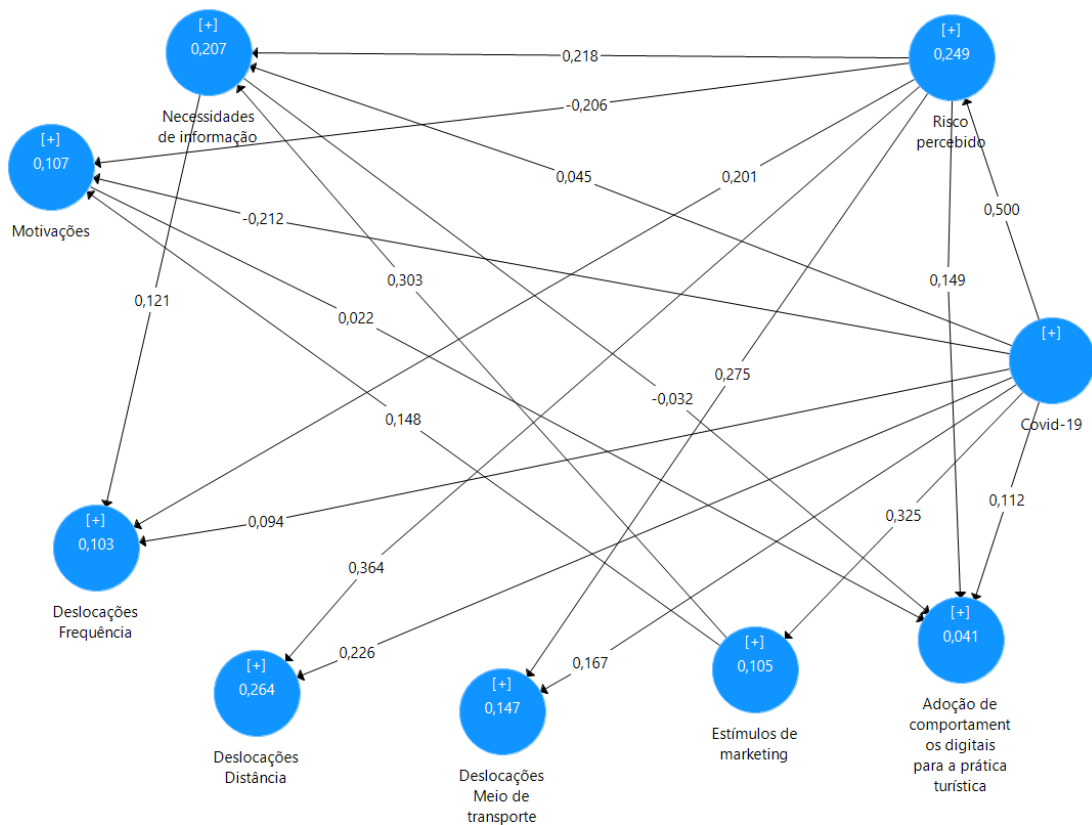 [+]
0,207
Necessidades
de informação
[+]
0,249
Risco
percebido
0,218
-0,206
[+]
0,107
Motivações
0,045
0,201
-0,212
0,500
0,303
0,149
0,121
0,022
[+]
Covid-19
0,275
-0,032
0,148
0,112
[+]
0,103
Deslocações
Frequência
0,094
0,325
0,364
[+]
0,264
Deslocações
Distância
0,226
0,167
[+]
0,147
Deslocações
Meio de
transporte
[+]
0,105
Estímulos de
marketing
[+]
0,041
Adoção de
comportament
os digitais
para a prática
turística